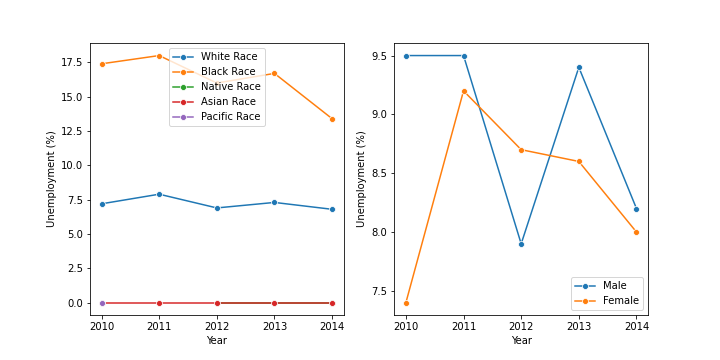 White Race
Black Race
Native Race
Asian Race
Pacific Race
17.5
15.0
12.5
10.0
7.5
5.0
2.5
0.0
Unemployment (%)
2010 2011 2012 2013 2014
Year
9.5
9.0
8.5
8.0
7.5
Unemployment (%)
Male
Female
2010 2011 2012 2013 2014
Year